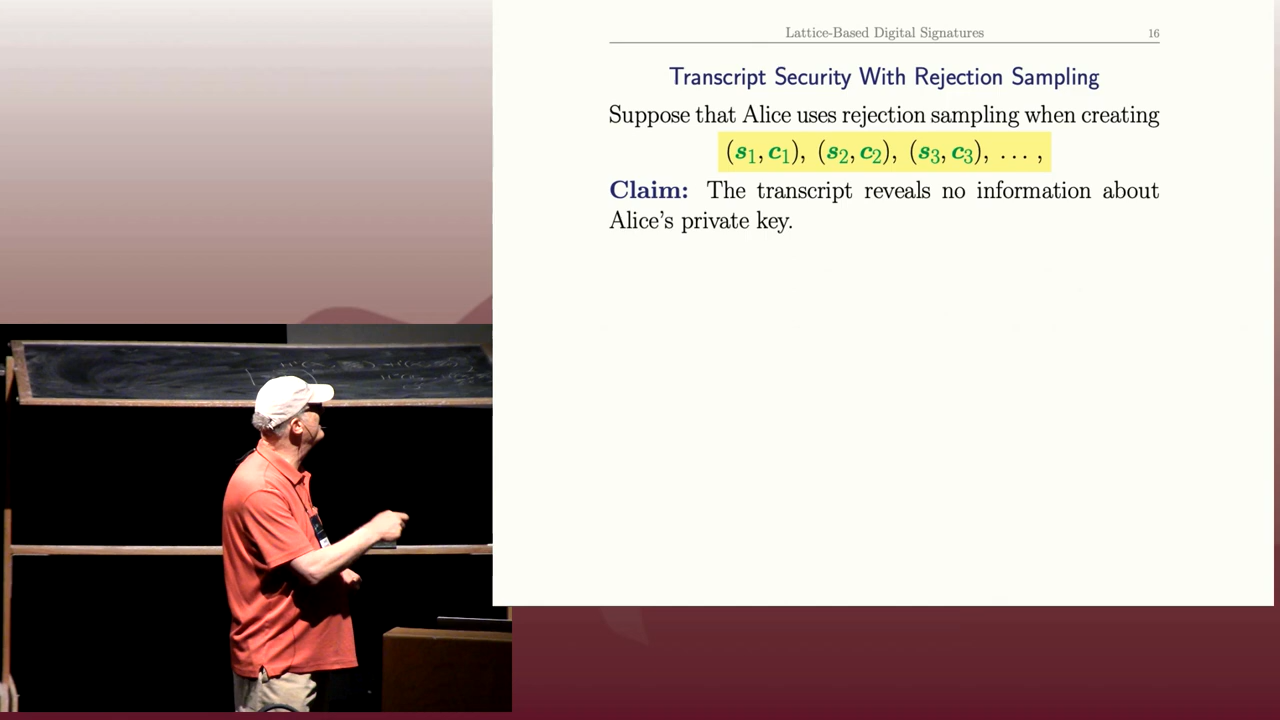 Lattice-Based Digital Signatures 16
Transcript Security With Rejection Sampling
Suppose that Alice uses rejection sampling when creating
(s₁, c₁), (s₂, c₂), (s₃, c₃), … ,
Claim: The transcript reveals no information about
Alice's private key.